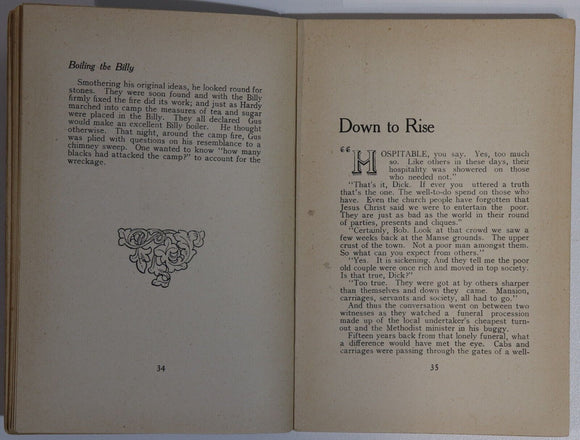 Boiling the Billy
Smothering his original ideas, he looked round for
stones. They were soon found and with the Billy
firmly fixed the fire did its work; and just as Hardy
marched into camp the measures of tea and sugar
were placed in the Billy. They all declared Gus
would make an excellent Billy boiler. He thought
otherwise. That night, around the camp fire, Gus
was plied with questions on his resemblance to a
chimney sweep. One wanted to know "how many
blacks had attacked the camp?" to account for the
wreckage.
34
Down to Rise
"HOSPITABLE, you say. Yes, too much
so. Like others in these days, their
hospitality was showered on those
who needed not."
"That's it, Dick. If ever you uttered a truth
that's the one. The well-to-do spend on those who
have. Even the church people have forgotten that
Jesus Christ said we were to entertain the poor.
They are just as bad as the world in their round
of parties, presents and cliques."
"Certainly, Bob. Look at that crowd we saw a
few weeks back at the Manse grounds. The upper
crust of the town. Not a poor man amongst them.
So what can you expect from others?"
"Yes. It is sickening. And they tell me the poor
old couple were once rich and moved in top society.
Is that true, Dick?"
"Too true. They were got at by others sharper
than themselves and down they came. Mansion,
carriages, servants and society, all had to go."
And thus the conversation went on between two
witnesses as they watched a funeral procession
made up of the local undertaker's cheapest turn-
out and the Methodist minister in his buggy.
Fifteen years back from that lonely funeral, what
a difference would have met the eye. Cabs and
carriages were passing through the gates of a well-
35